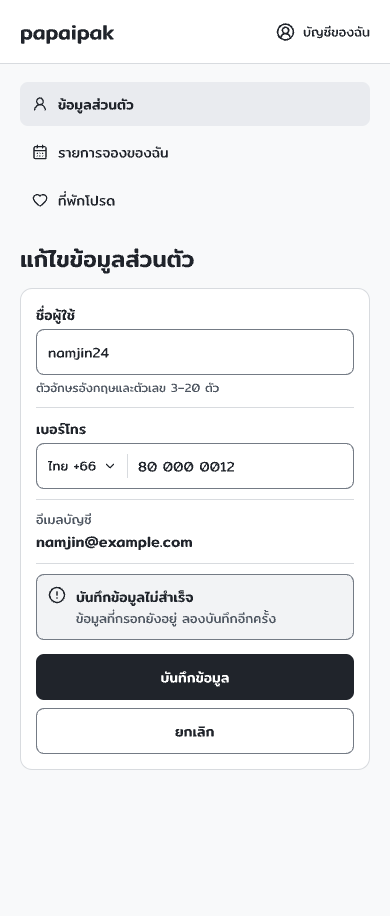 papaipak
บัญชีของฉัน
ข้อมูลส่วนตัว
รายการจองของฉัน
ที่พักโปรด
แก้ไขข้อมูลส่วนตัว
ชื่อผู้ใช้
namjin24
ตัวอักษรอังกฤษและตัวเลข 3–20 ตัว
เบอร์โทร
ไทย +66 80 000 0012
อีเมลบัญชี
namjin@example.com
บันทึกข้อมูลไม่สำเร็จ
ข้อมูลที่กรอกยังอยู่ ลองบันทึกอีกครั้ง
บันทึกข้อมูล
ยกเลิก